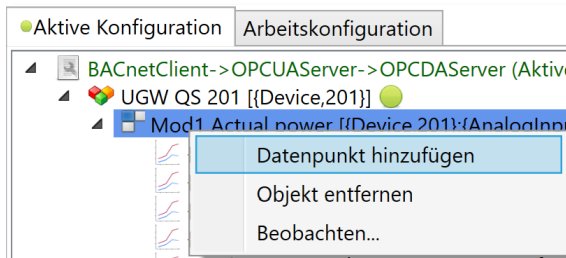 Aktive Konfiguration
Arbeitskonfiguration
BACnetClient->OPCUAServer->OPCDAServer (Aktive
UGW QS 201 [{Device,201}]
Mod1 Actual power [{Device,201}:{AnalogInpu
Datenpunkt hinzufügen
Objekt entfernen
Beobachten...